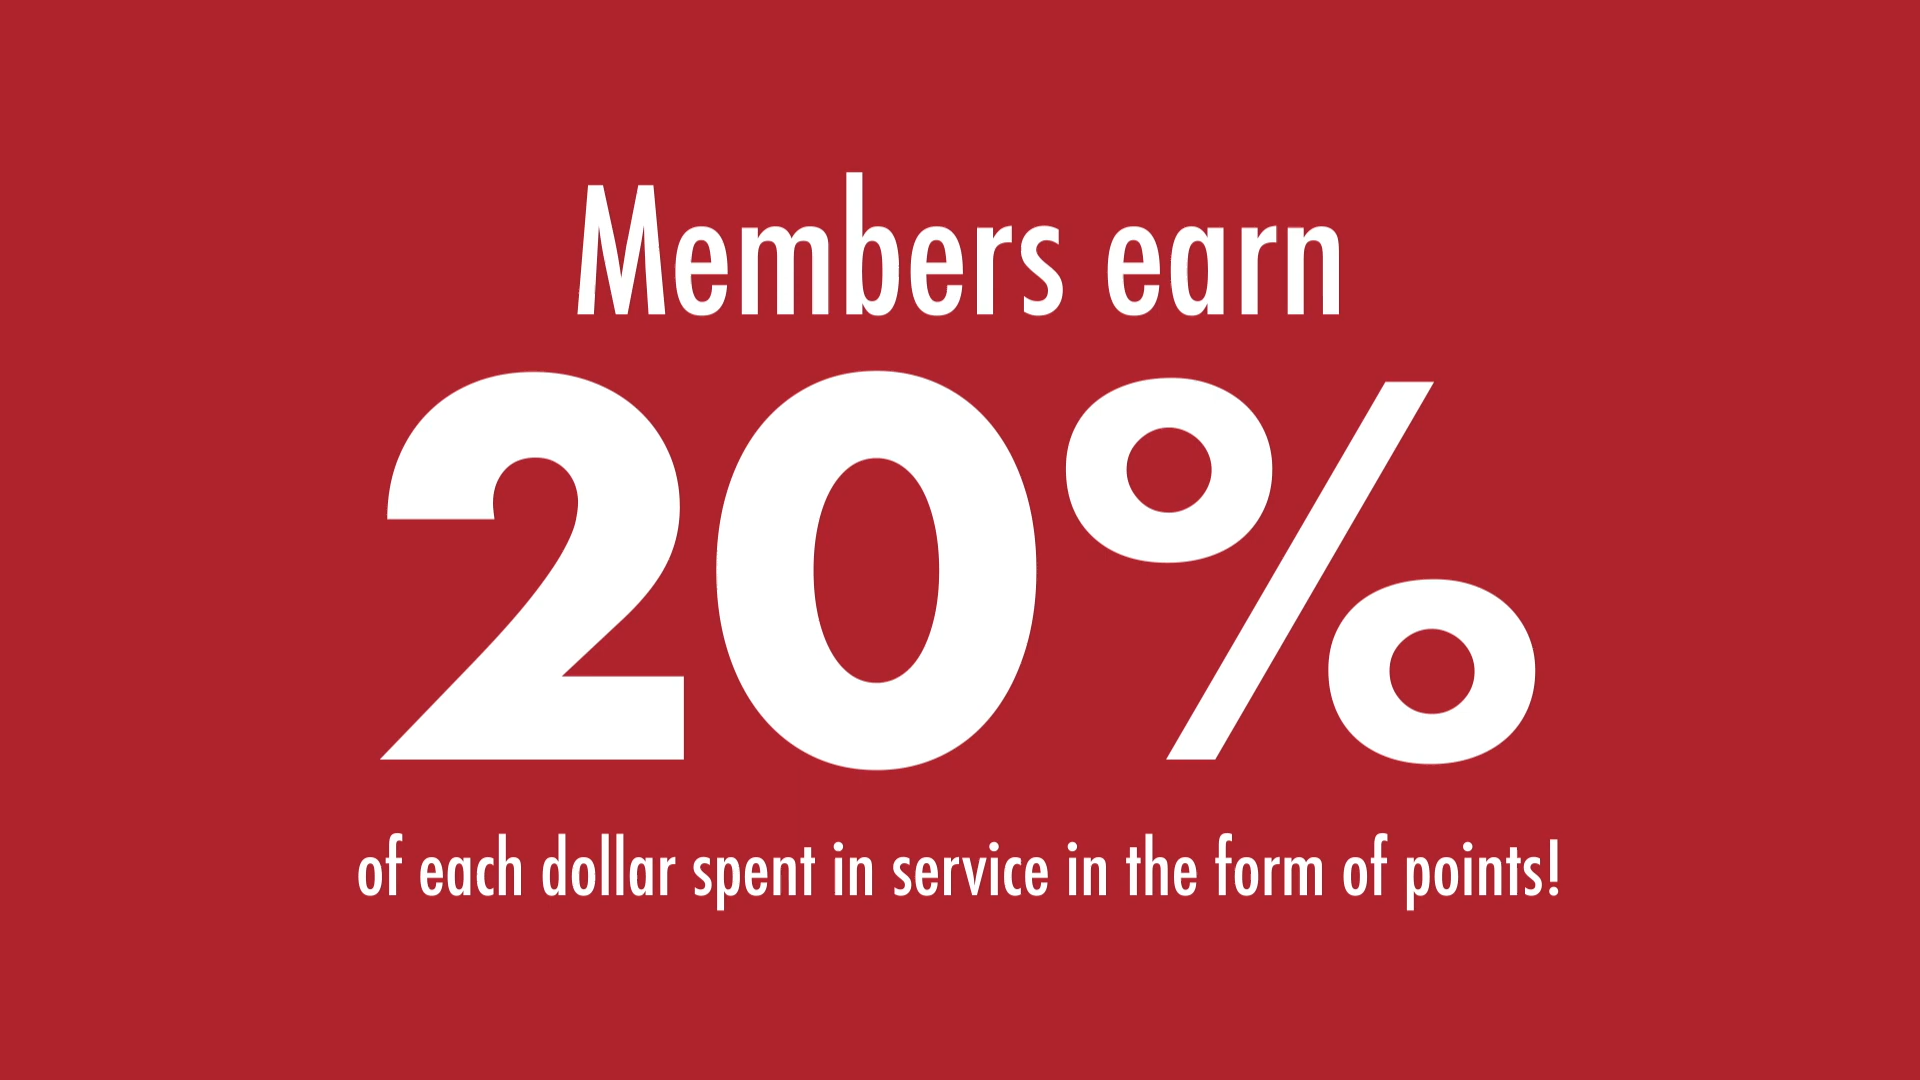 Members earn
20%
of each dollar spent in service in the form of points!